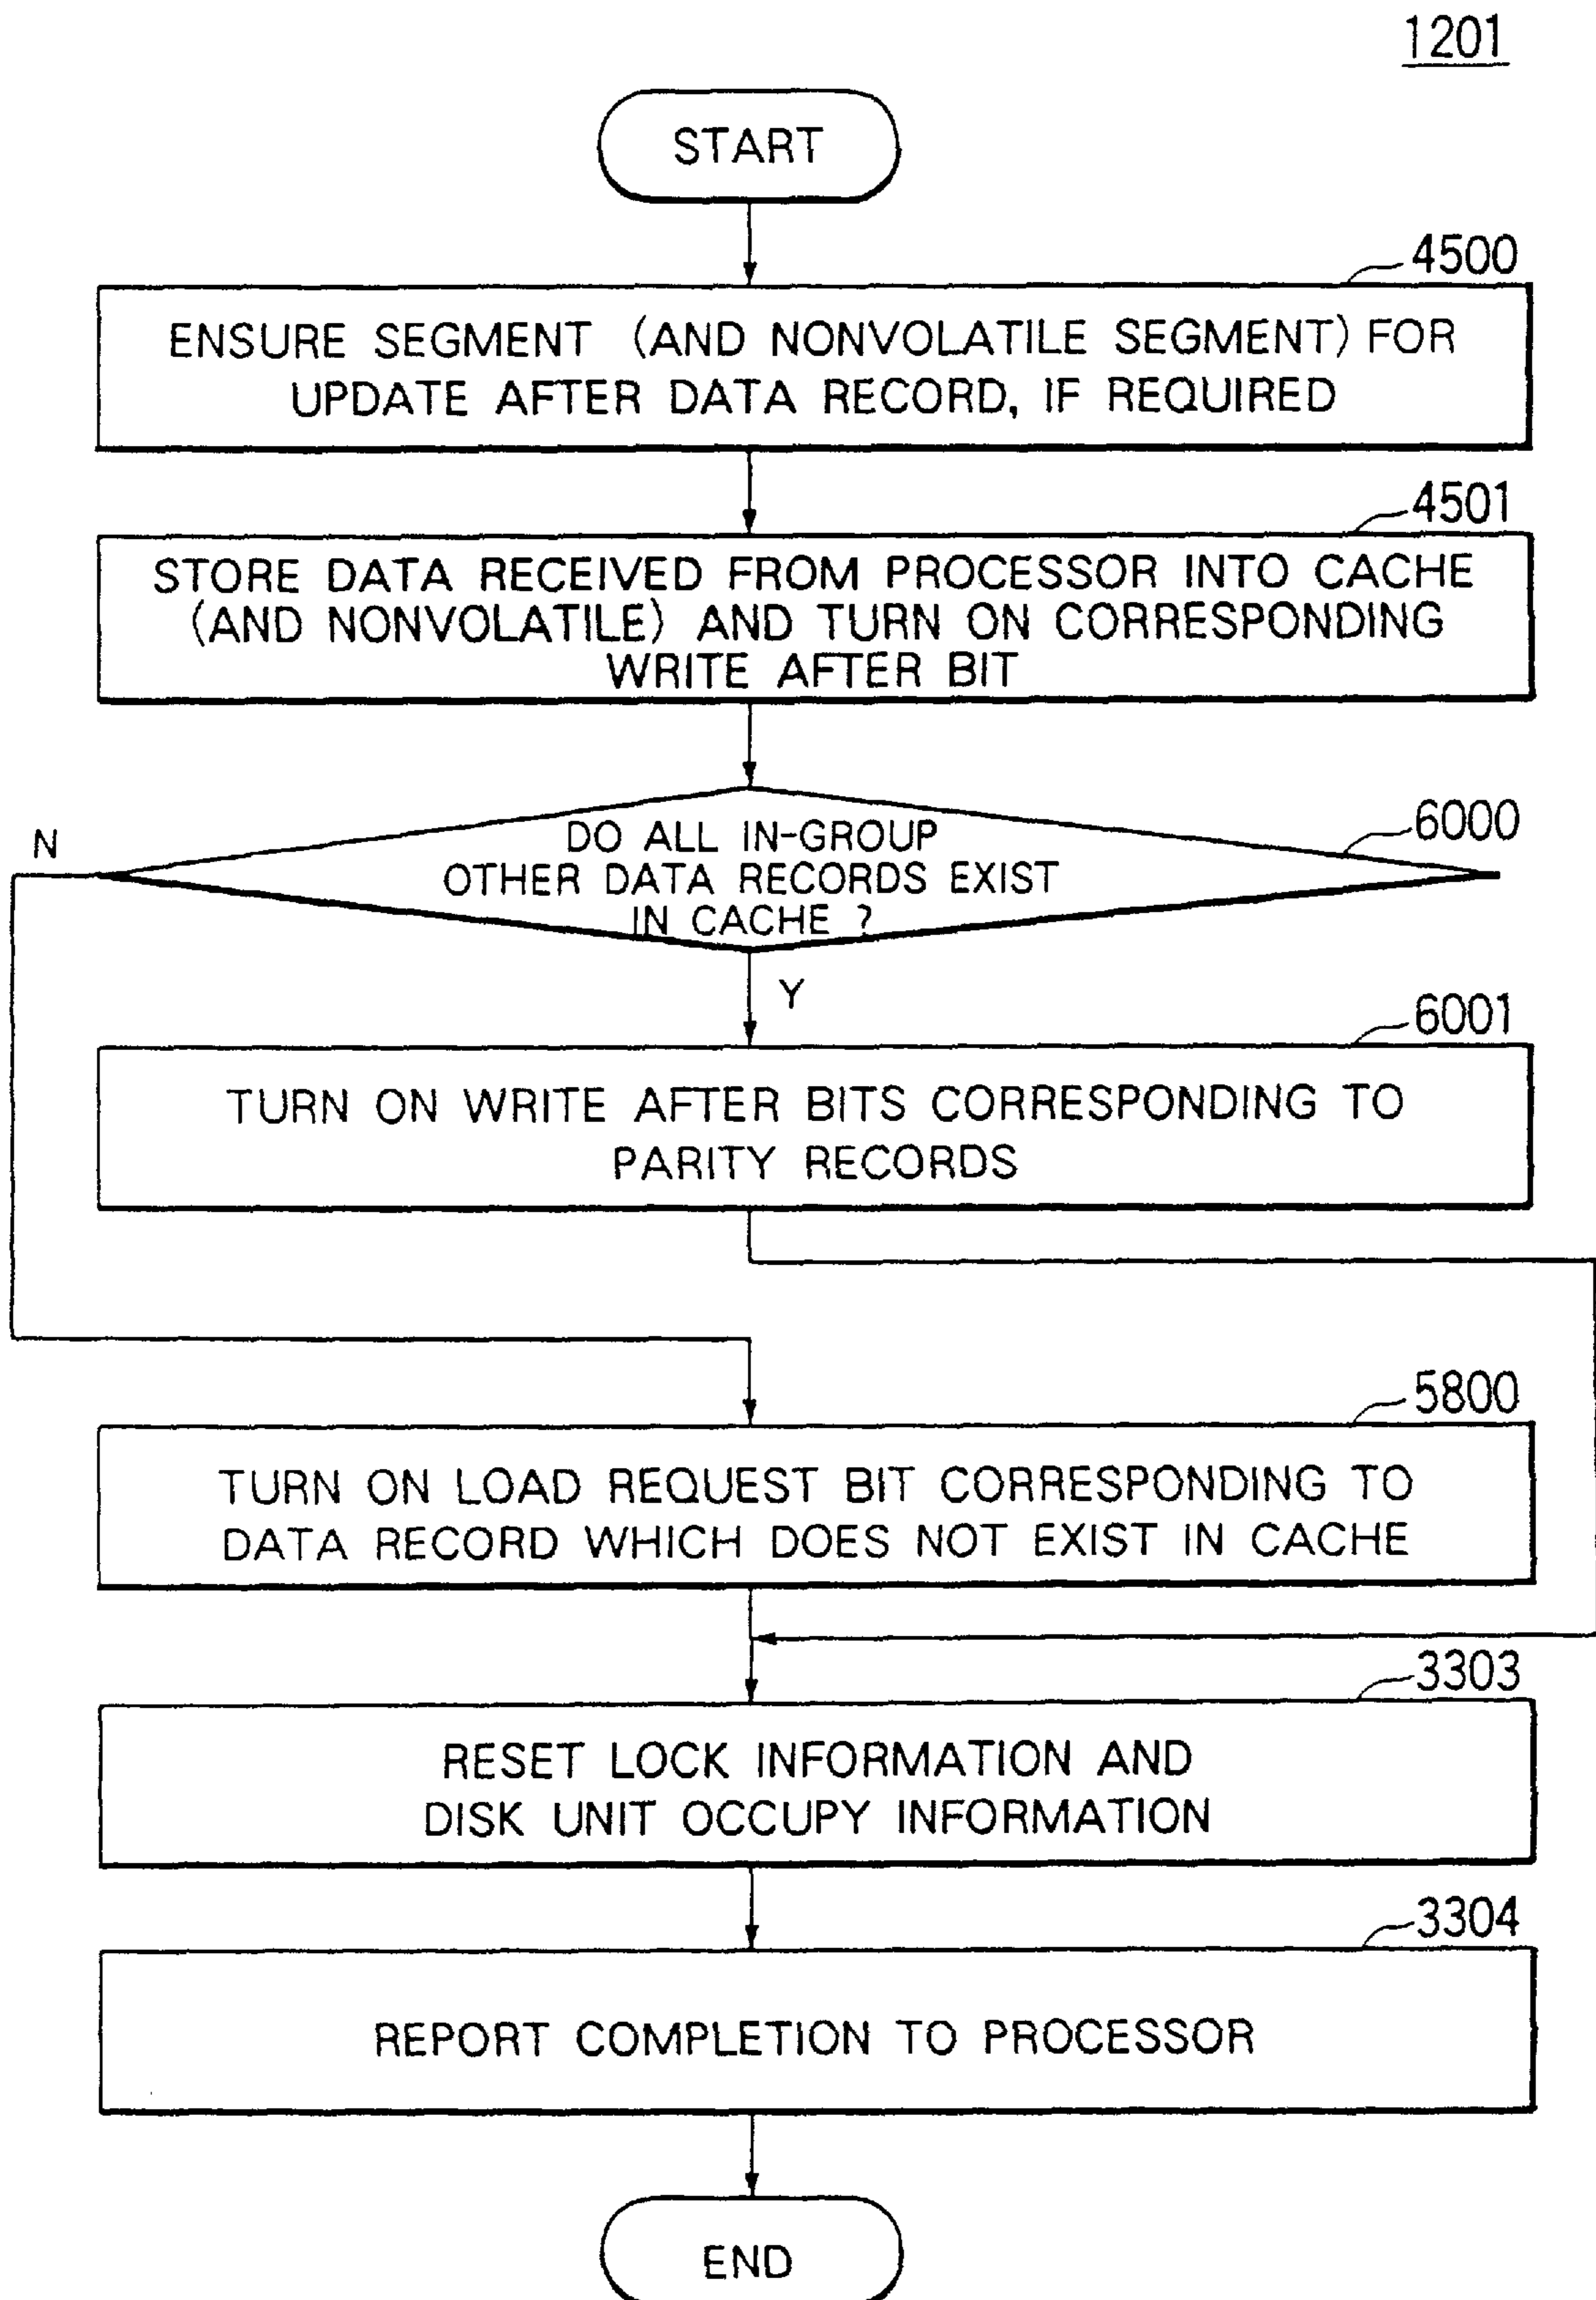 1201
START
4500
ENSURE SEGMENT (AND NONVOLATILE SEGMENT) FOR
UPDATE AFTER DATA RECORD, IF REQUIRED
4501
STORE DATA RECEIVED FROM PROCESSOR INTO CACHE
(AND NONVOLATILE) AND TURN ON CORRESPONDING
WRITE AFTER BIT
6000
N
DO ALL IN-GROUP
OTHER DATA RECORDS EXIST
IN CACHE ?
Y
6001
TURN ON WRITE AFTER BITS CORRESPONDING TO
PARITY RECORDS
5800
TURN ON LOAD REQUEST BIT CORRESPONDING TO
DATA RECORD WHICH DOES NOT EXIST IN CACHE
3303
RESET LOCK INFORMATION AND
DISK UNIT OCCUPY INFORMATION
3304
REPORT COMPLETION TO PROCESSOR
END